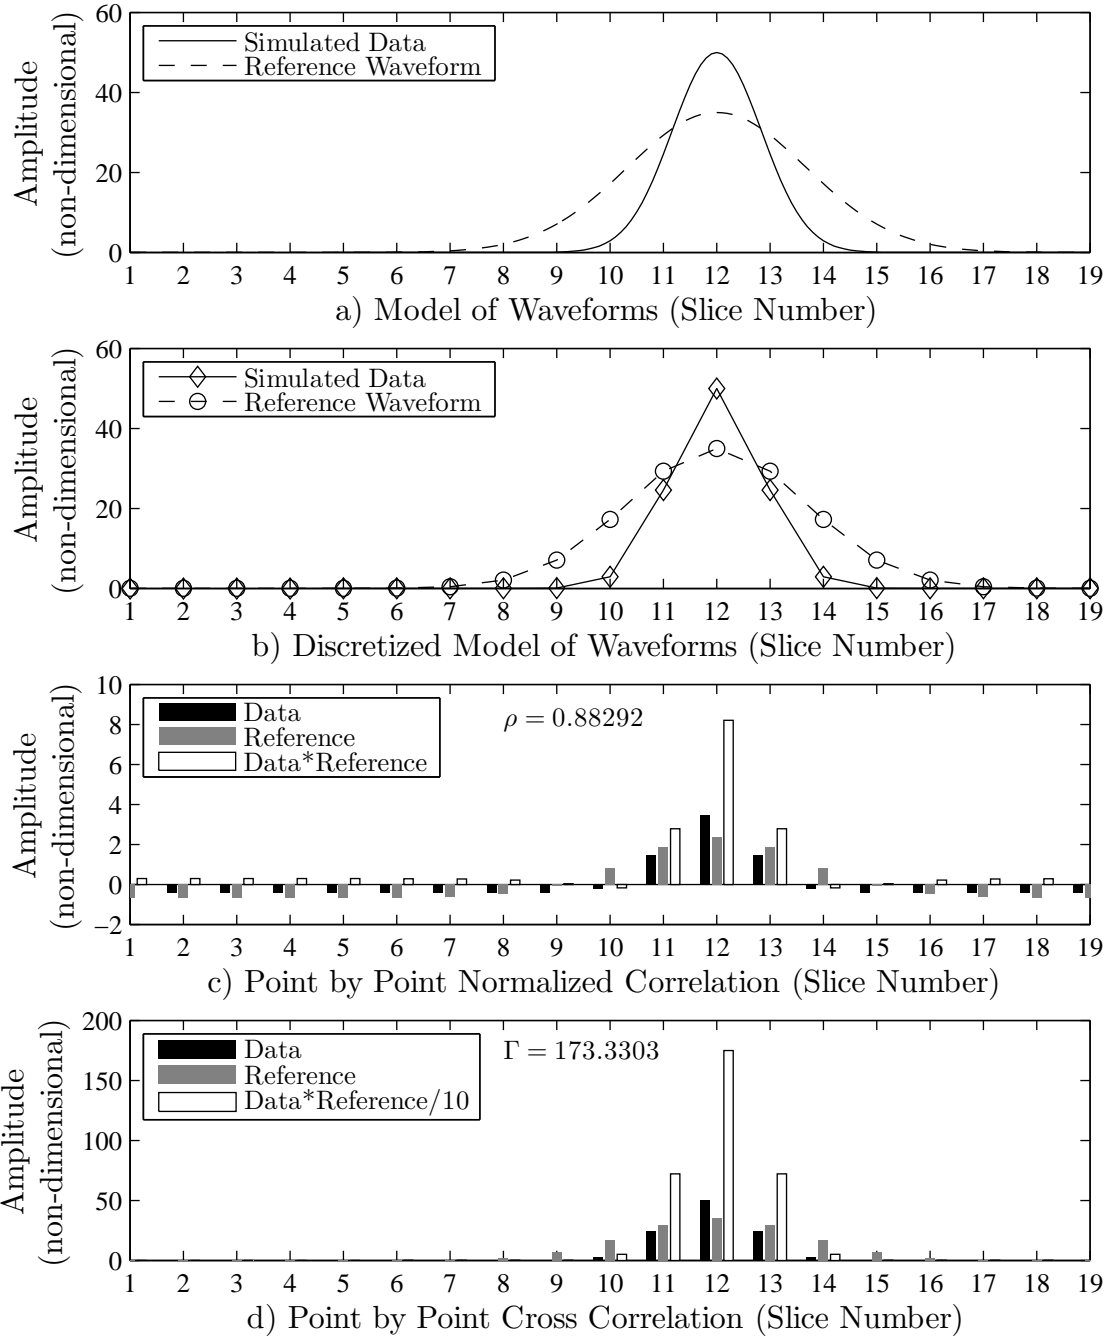 60
40
20
0
Amplitude
(non-dimensional)
Simulated Data
Reference Waveform
1 2 3 4 5 6 7 8 9 10 11 12 13 14 15 16 17 18 19
a) Model of Waveforms (Slice Number)
60
40
20
0
Amplitude
(non-dimensional)
Simulated Data
Reference Waveform
1 2 3 4 5 6 7 8 9 10 11 12 13 14 15 16 17 18 19
b) Discretized Model of Waveforms (Slice Number)
10
8
6
4
2
0
−2
Amplitude
(non-dimensional)
Data
Reference
Data*Reference
ρ = 0.88292
1 2 3 4 5 6 7 8 9 10 11 12 13 14 15 16 17 18 19
c) Point by Point Normalized Correlation (Slice Number)
200
150
100
50
0
Amplitude
(non-dimensional)
Data
Reference
Data*Reference/10
Γ = 173.3303
1 2 3 4 5 6 7 8 9 10 11 12 13 14 15 16 17 18 19
d) Point by Point Cross Correlation (Slice Number)